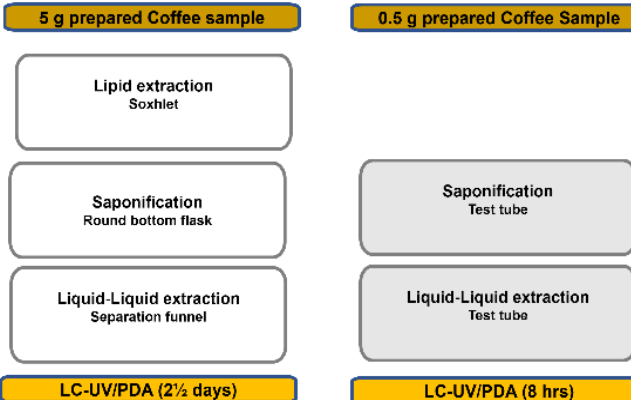 5 g prepared Coffee sample
Lipid extraction
Soxhlet
Saponification
Round bottom flask
Liquid-Liquid extraction
Separation funnel
LC-UV/PDA (2½ days)
0.5 g prepared Coffee Sample
Saponification
Test tube
Liquid-Liquid extraction
Test tube
LC-UV/PDA (8 hrs)